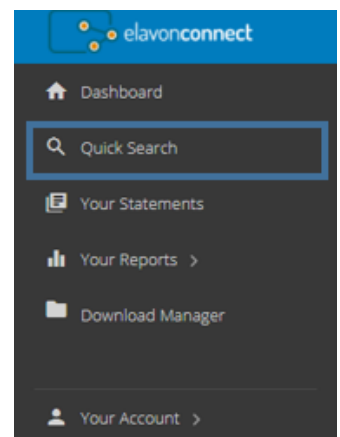 elavonconnect
Dashboard
Quick Search
Your Statements
Your Reports >
Download Manager
Your Account >